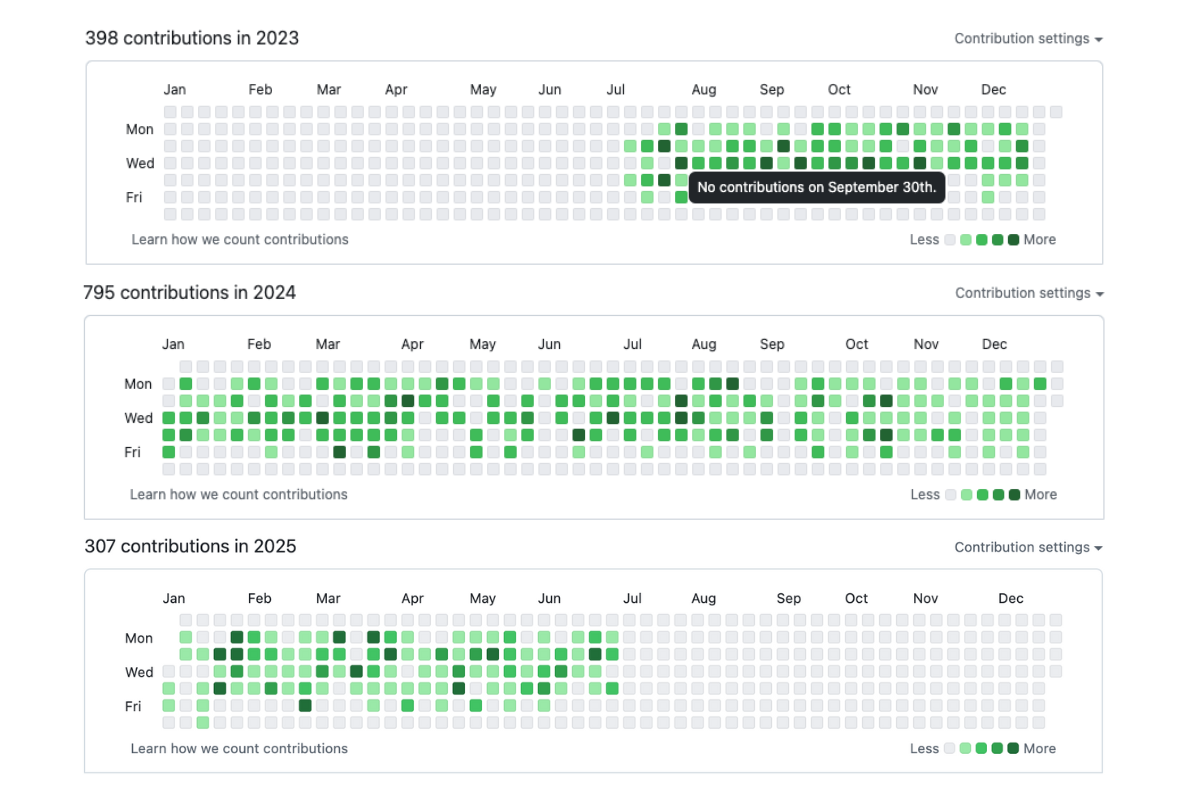 398 contributions in 2023
Contribution settings
Jan Feb Mar Apr May Jun Jul Aug Sep Oct Nov Dec
Mon
Wed
No contributions on September 30th.
Fri
Learn how we count contributions
Less More
795 contributions in 2024
Contribution settings
Jan Feb Mar Apr May Jun Jul Aug Sep Oct Nov Dec
Mon
Wed
Fri
Learn how we count contributions
Less More
307 contributions in 2025
Contribution settings
Jan Feb Mar Apr May Jun Jul Aug Sep Oct Nov Dec
Mon
Wed
Fri
Learn how we count contributions
Less More